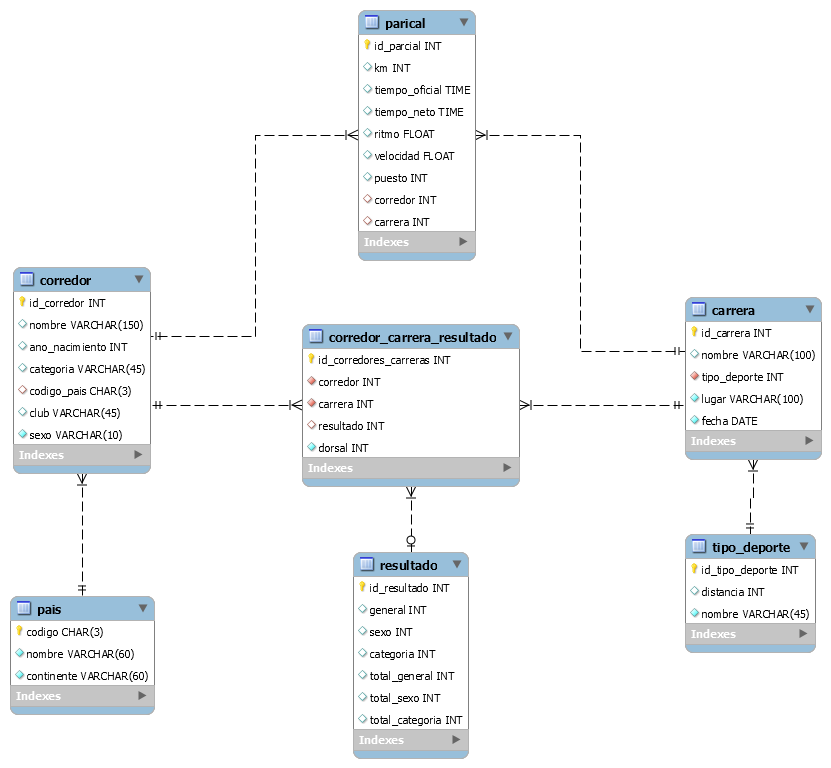 parical
id_parcial INT
km INT
tiempo_oficial TIME
tiempo_neto TIME
ritmo FLOAT
velocidad FLOAT
puesto INT
corredor INT
carrera INT
Indexes
corredor
id_corredor INT
nombre VARCHAR(150)
ano_nacimiento INT
categoria VARCHAR(45)
codigo_pais CHAR(3)
club VARCHAR(45)
sexo VARCHAR(10)
Indexes
corredor_carrera_resultado
id_corredores_carreras INT
corredor INT
carrera INT
resultado INT
dorsal INT
Indexes
carrera
id_carrera INT
nombre VARCHAR(100)
tipo_deporte INT
lugar VARCHAR(100)
fecha DATE
Indexes
pais
codigo CHAR(3)
nombre VARCHAR(60)
continente VARCHAR(60)
Indexes
resultado
id_resultado INT
general INT
sexo INT
categoria INT
total_general INT
total_sexo INT
total_categoria INT
Indexes
tipo_deporte
id_tipo_deporte INT
distancia INT
nombre VARCHAR(45)
Indexes